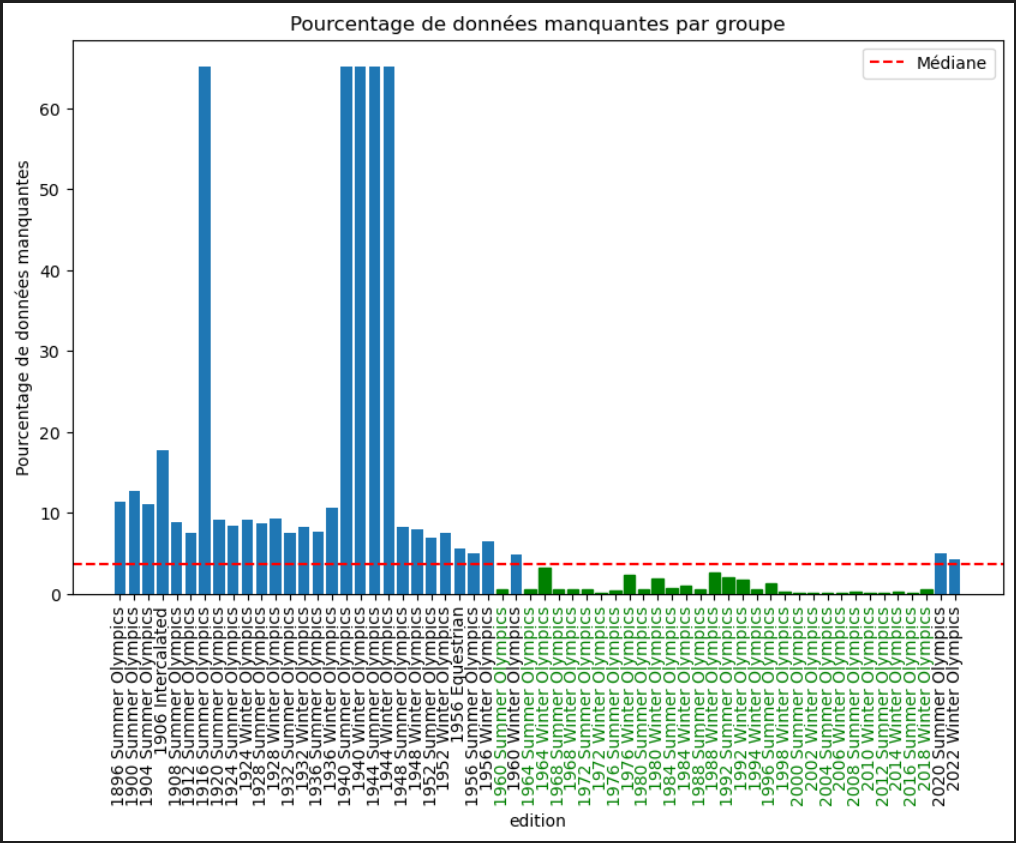 Pourcentage de données manquantes par groupe
Médiane
Pourcentage de données manquantes
60
50
40
30
20
10
0
1896 Summer Olympics
1900 Summer Olympics
1904 Summer Olympics
1906 Intercalated
1908 Summer Olympics
1912 Summer Olympics
1916 Summer Olympics
1920 Summer Olympics
1924 Summer Olympics
1924 Winter Olympics
1928 Summer Olympics
1928 Winter Olympics
1932 Summer Olympics
1932 Winter Olympics
1936 Summer Olympics
1936 Winter Olympics
1940 Summer Olympics
1940 Winter Olympics
1944 Summer Olympics
1944 Winter Olympics
1948 Summer Olympics
1948 Winter Olympics
1952 Summer Olympics
1952 Winter Olympics
1956 Equestrian
1956 Summer Olympics
1956 Winter Olympics
1960 Summer Olympics
1960 Winter Olympics
1964 Summer Olympics
1964 Winter Olympics
1968 Summer Olympics
1968 Winter Olympics
1972 Summer Olympics
1972 Winter Olympics
1976 Summer Olympics
1976 Winter Olympics
1980 Summer Olympics
1980 Winter Olympics
1984 Summer Olympics
1984 Winter Olympics
1988 Summer Olympics
1988 Winter Olympics
1992 Summer Olympics
1992 Winter Olympics
1994 Winter Olympics
1996 Summer Olympics
1998 Winter Olympics
2000 Summer Olympics
2002 Winter Olympics
2004 Summer Olympics
2006 Winter Olympics
2008 Summer Olympics
2010 Winter Olympics
2012 Summer Olympics
2014 Winter Olympics
2016 Summer Olympics
2018 Winter Olympics
2020 Summer Olympics
2022 Winter Olympics
edition